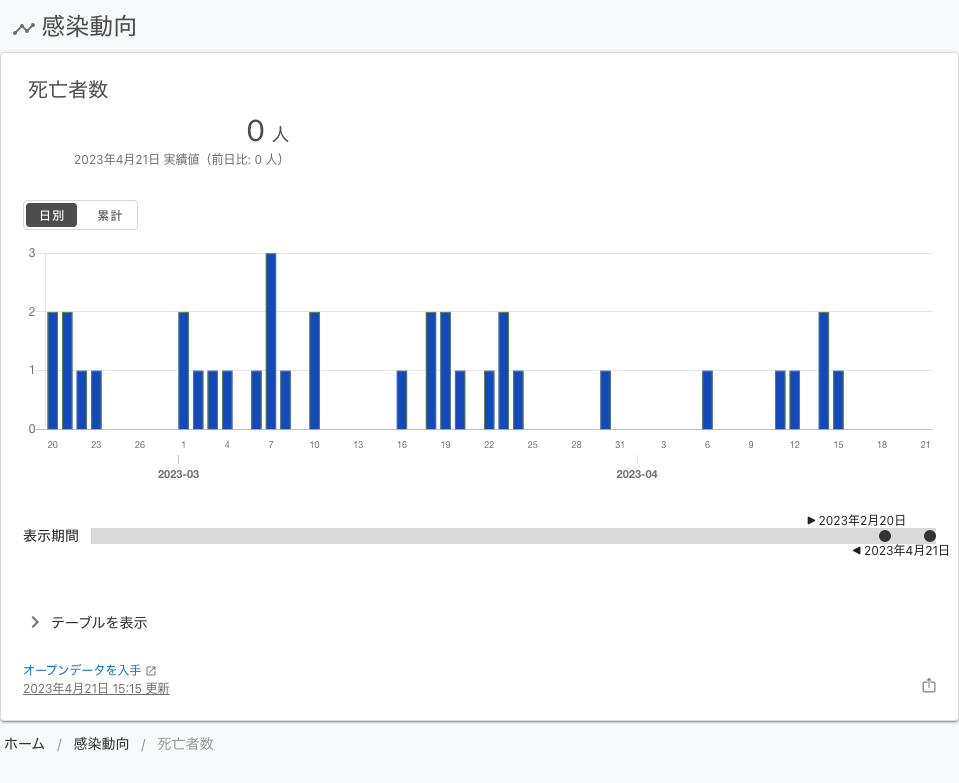 感染動向
死亡者数
0 人
2023年4月21日 実績値（前日比: 0 人）
日別 累計
3
2
1
0
20 23 26 1 4 7 10 13 16 19 22 25 28 31 3 6 9 12 15 18 21
2023-03 2023-04
▶ 2023年2月20日
表示期間
◀ 2023年4月21日
テーブルを表示
オープンデータを入手
2023年4月21日 15:15 更新
ホーム / 感染動向 / 死亡者数